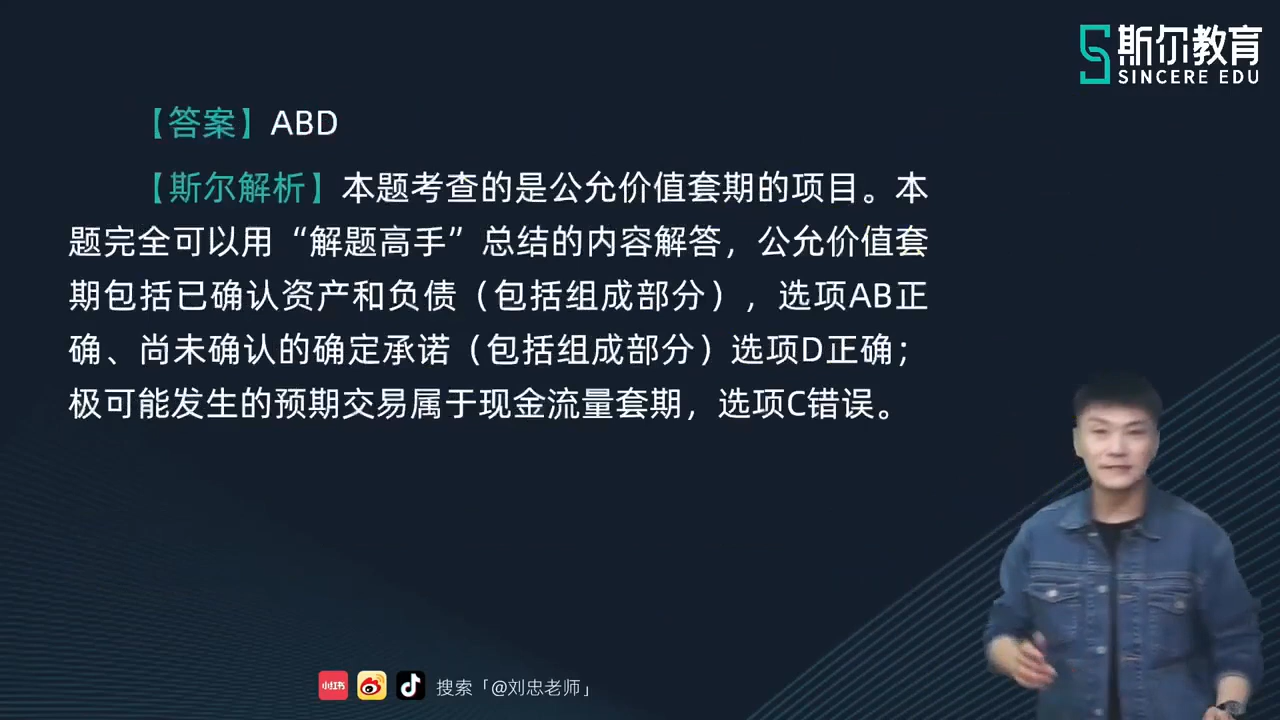 斯尔教育
SINCERE EDU
【答案】ABD
【斯尔解析】本题考查的是公允价值套期的项目。本
题完全可以用“解题高手”总结的内容解答，公允价值套
期包括已确认资产和负债（包括组成部分），选项AB正
确、尚未确认的确定承诺（包括组成部分）选项D正确；
极可能发生的预期交易属于现金流量套期，选项C错误。
小红书
搜索「@刘忠老师」